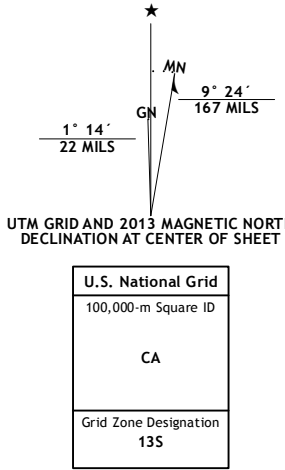 ★
MN
GN
9° 24´
167 MILS
1° 14´
22 MILS
UTM GRID AND 2013 MAGNETIC NORT
DECLINATION AT CENTER OF SHEET
U.S. National Grid
100,000-m Square ID
CA
Grid Zone Designation
13S